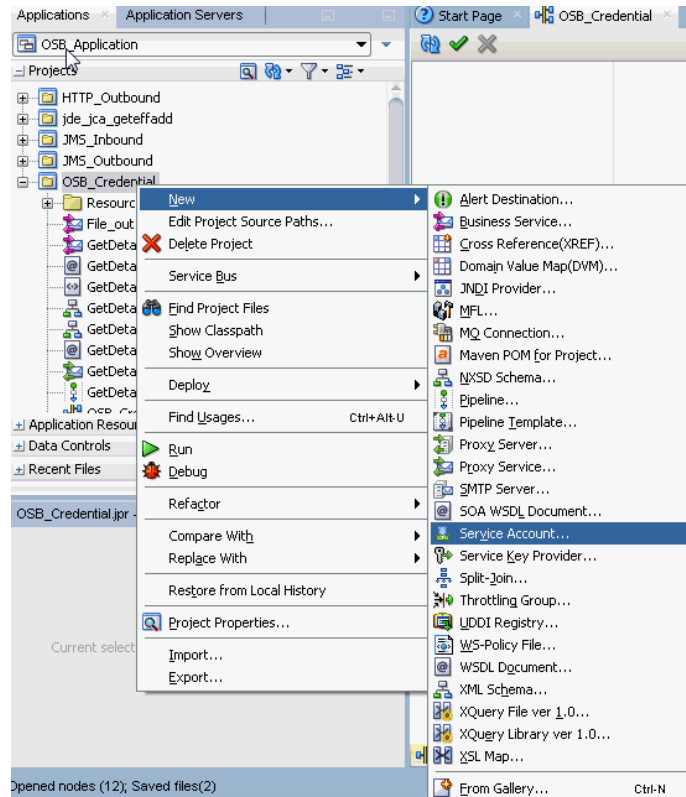 Applications
Application Servers
Start Page
OSB_Credential
OSB_Application
Projects
HTTP_Outbound
jde_jca_geteffadd
JMS_Inbound
JMS_Outbound
OSB_Credential
Resourc
File_out
GetDeta
GetDeta
GetDeta
GetDeta
GetDeta
GetDeta
GetDeta
GetDeta
Application Resou
Data Controls
Recent Files
OSB_Credential.jpr -
Current select
Opened nodes (12); Saved files(2)
New
Edit Project Source Paths...
Delete Project
Service Bus
Find Project Files
Show Classpath
Show Overview
Deploy
Find Usages... Ctrl+Alt-U
Run
Debug
Refactor
Compare With
Replace With
Restore from Local History
Project Properties...
Import...
Export...
Alert Destination...
Business Service...
Cross Reference(XREF)...
Domain Value Map(DVM)...
JNDI Provider...
MFL...
MQ Connection...
Maven POM for Project...
NXSD Schema...
Pipeline...
Pipeline Template...
Proxy Server...
Proxy Service...
SMTP Server...
SOA WSDL Document...
Service Account...
Service Key Provider...
Split-Join...
Throttling Group...
UDDI Registry...
WS-Policy File...
WSDL Document...
XML Schema...
XQuery File ver 1.0...
XQuery Library ver 1.0...
XSL Map...
From Gallery... Ctrl-N